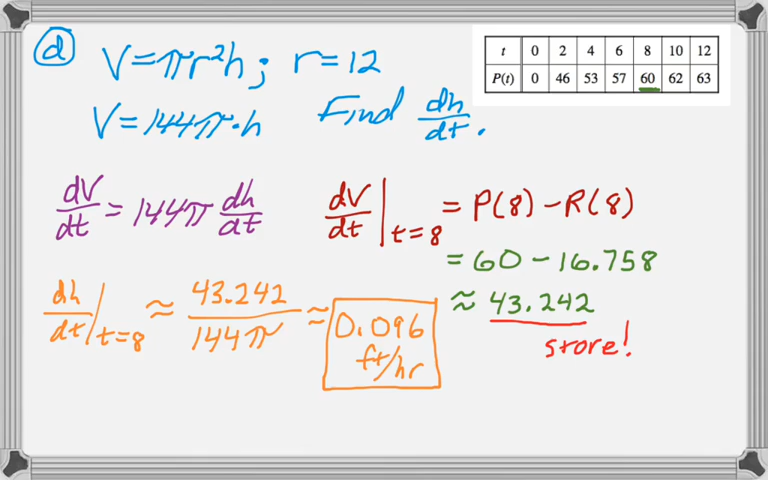 (d) V = πr²h ; r = 12
t 0 2 4 6 8 10 12
P(t) 0 46 53 57 60 62 63
V = 144π·h Find dh/dt.
dV/dt = 144π dh/dt
dV/dt |t=8 = P(8) − R(8)
= 60 − 16.758
≈ 43.242
store!
dh/dt |t=8 ≈ 43.242/144π ≈ 0.096
ft/hr